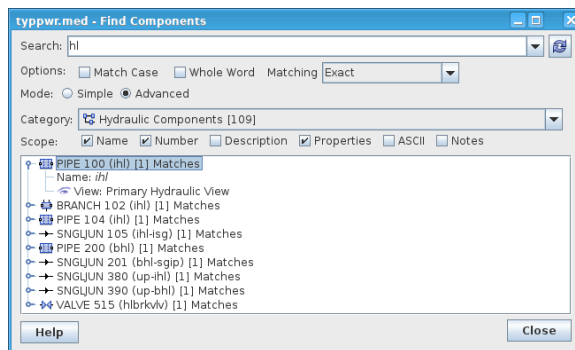 typpwr.med - Find Components
Search: hl
Options: Match Case Whole Word Matching Exact
Mode: Simple Advanced
Category: Hydraulic Components [109]
Scope: Name Number Description Properties ASCII Notes
PIPE 100 (ihl) [1] Matches
Name: ihl
View: Primary Hydraulic View
BRANCH 102 (ihl) [1] Matches
PIPE 104 (ihl) [1] Matches
SNGLJUN 105 (ihl-isg) [1] Matches
PIPE 200 (bhl) [1] Matches
SNGLJUN 201 (bhl-sgip) [1] Matches
SNGLJUN 380 (up-ihl) [1] Matches
SNGLJUN 390 (up-bhl) [1] Matches
VALVE 515 (hlbrkvlv) [1] Matches
Help Close